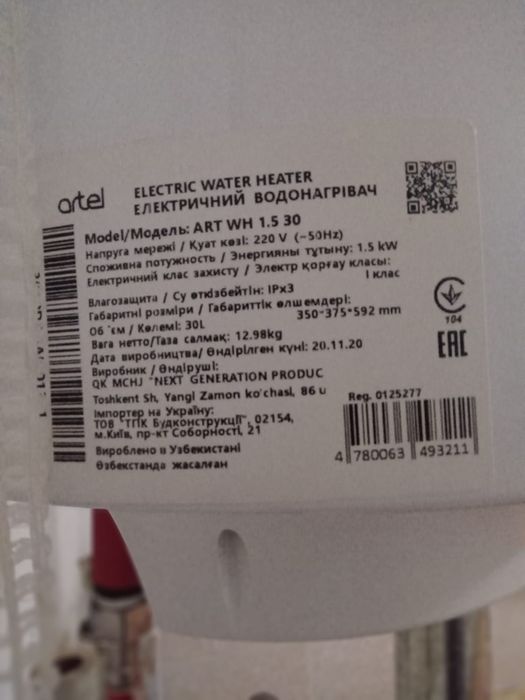 artel
ELECTRIC WATER HEATER
ЕЛЕКТРИЧНИЙ ВОДОНАГРІВАЧ
Model/Модель: ART WH 1.5 30
Напруга мережі / Қуат көзі: 220 V (~50Hz)
Споживна потужность / Энергияны тұтыну: 1.5 kW
Електричний клас захисту / Электр қорғау класы:
I клас
Влагозашита / Су өткізбейтін: IPx3
Габаритні розміри / Габариттік өлшемдері:
350*375*592 mm
Об`єм / Көлемі: 30L
Вага нетто/Таза салмақ: 12.98kg
Дата виробництва/ Өндірілген күні: 20.11.20
Виробник / Өндіруші:
QK MCHJ "NEXT GENERATION PRODUC
Toshkent Sh, Yangi Zamon ko'chasi, 86 u
Імпортер на Україну:
ТОВ "ТПК Будконструкції", 02154,
м.Київ, пр-кт Соборності, 21
Вироблено в Узбекистані
Өзбекстанда жасалған
104
EAC
Reg. 0125277
4 780063 493211